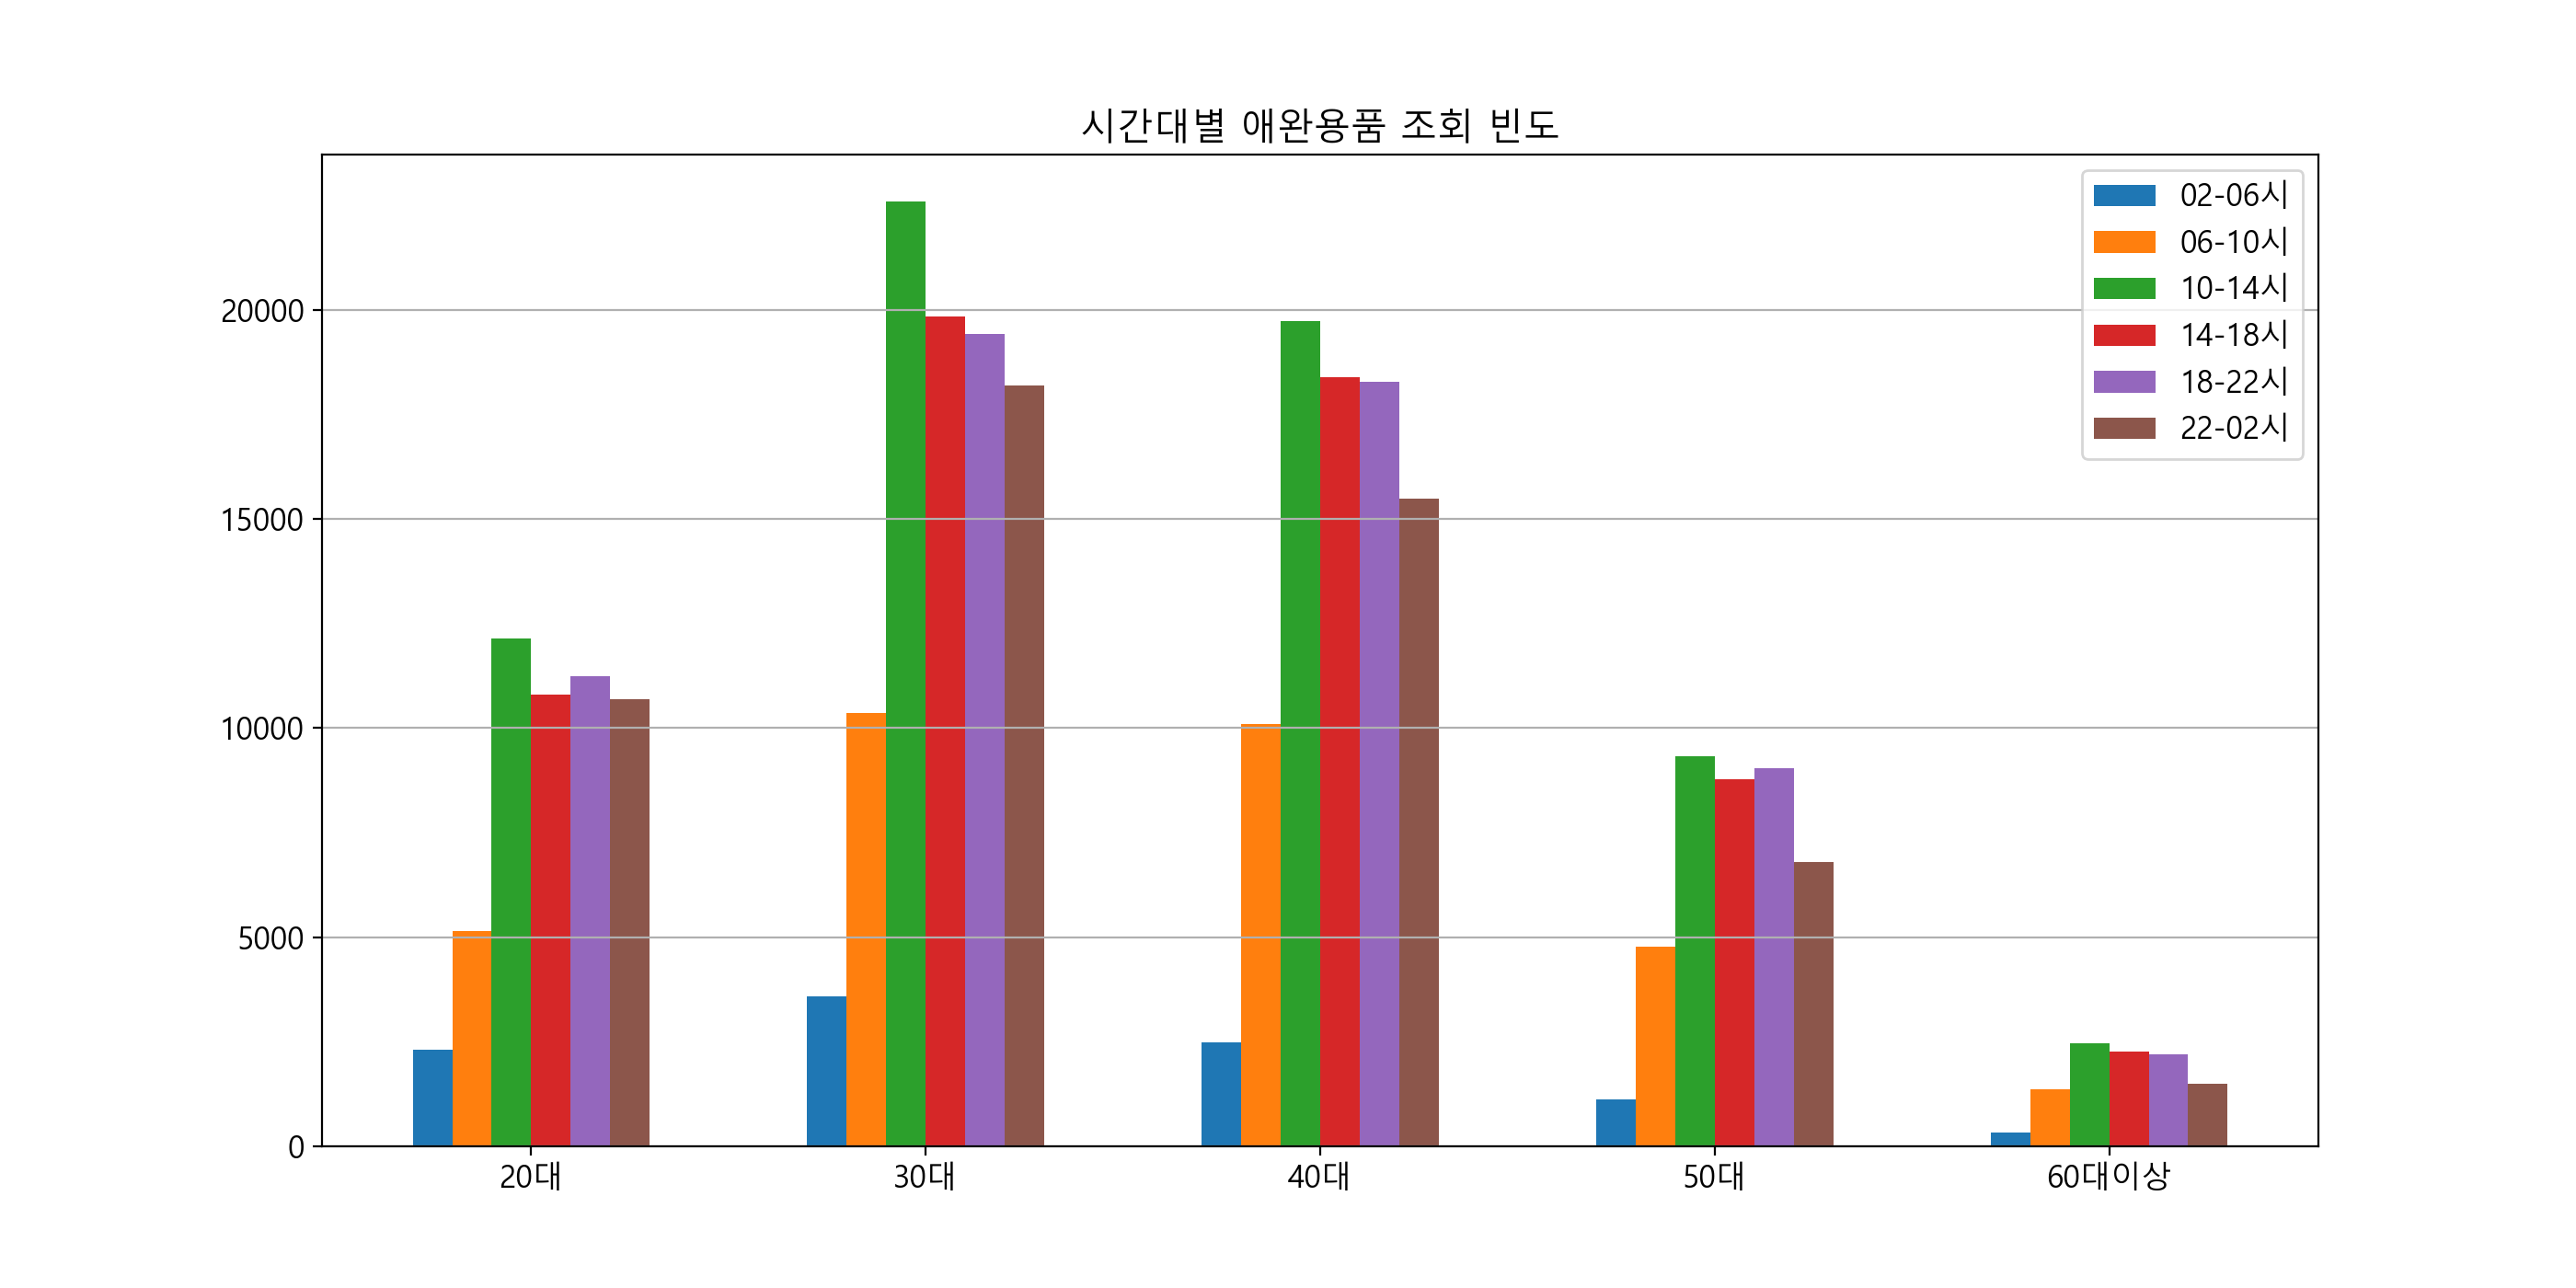 시간대별 애완용품 조회 빈도
02-06시
06-10시
10-14시
14-18시
18-22시
22-02시
20000
15000
10000
5000
0
20대
30대
40대
50대
60대이상